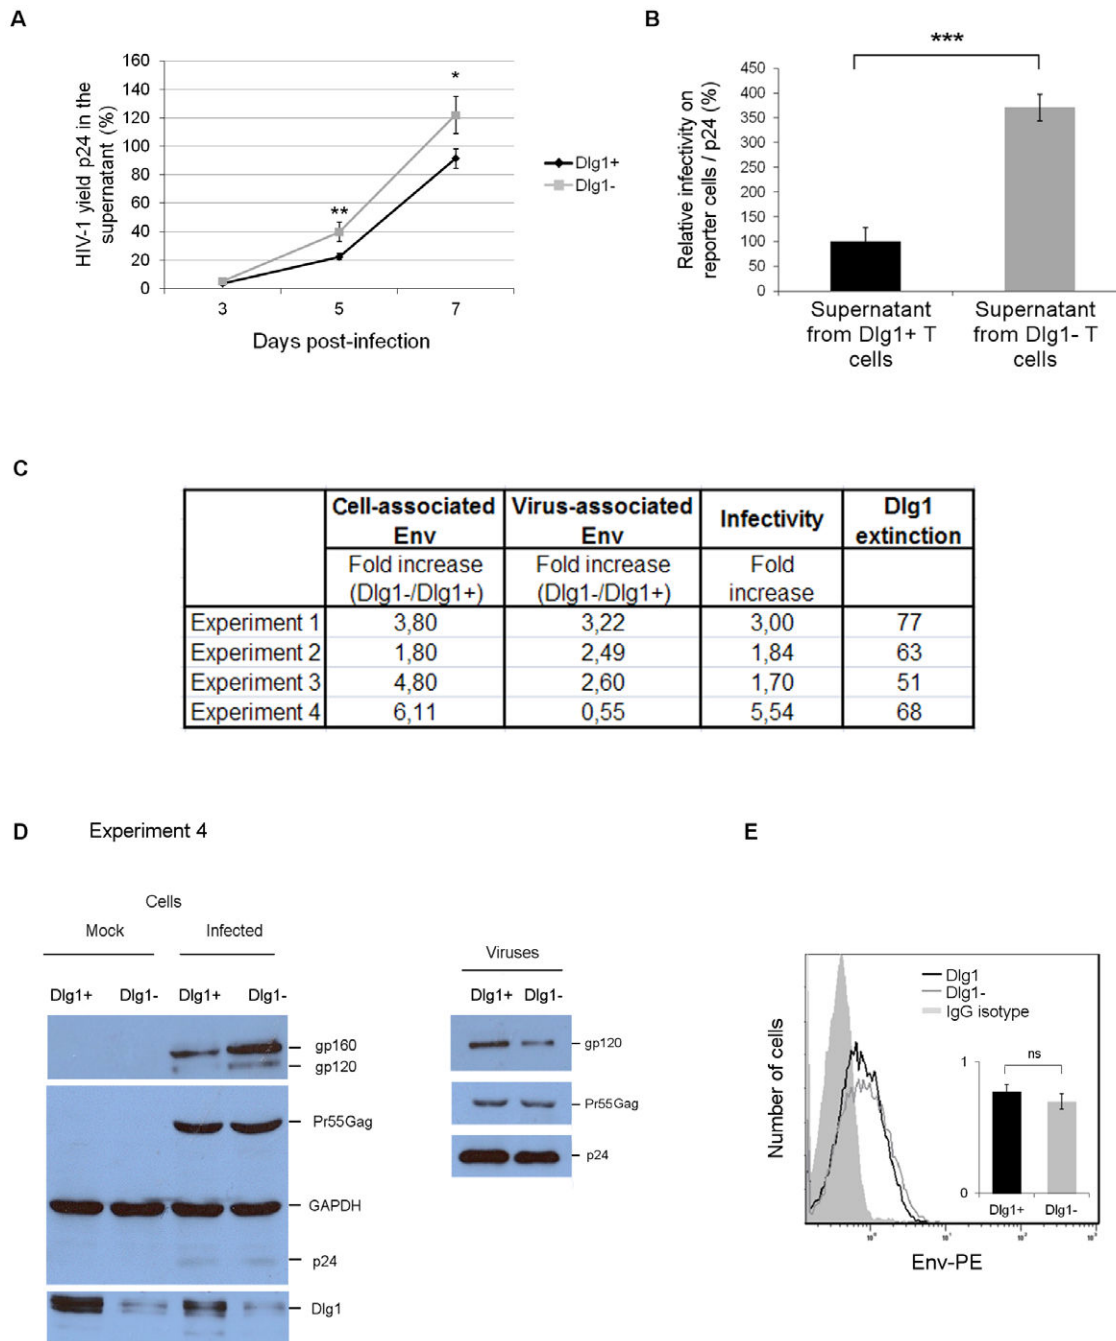 A
HIV-1 yield p24 in the
supernatant (%)
160
140
120
100
80
60
40
20
0
**
*
3 5 7
Days post-infection
Dlg1+
Dlg1-
B
Relative infectivity on
reporter cells / p24 (%)
450
400
350
300
250
200
150
100
50
0
***
Supernatant
from Dlg1+ T
cells
Supernatant
from Dlg1- T
cells
C
Cell-associated Env Virus-associated Env Infectivity Dlg1 extinction
Fold increase (Dlg1-/Dlg1+) Fold increase (Dlg1-/Dlg1+) Fold increase
Experiment 1 3,80 3,22 3,00 77
Experiment 2 1,80 2,49 1,84 63
Experiment 3 4,80 2,60 1,70 51
Experiment 4 6,11 0,55 5,54 68
D Experiment 4
Cells
Mock Infected
Dlg1+ Dlg1- Dlg1+ Dlg1-
gp160
gp120
Pr55Gag
GAPDH
p24
Dlg1
Viruses
Dlg1+ Dlg1-
gp120
Pr55Gag
p24
E
Number of cells
Dlg1
Dlg1-
IgG isotype
1
ns
0
Dlg1+ Dlg1-
Env-PE